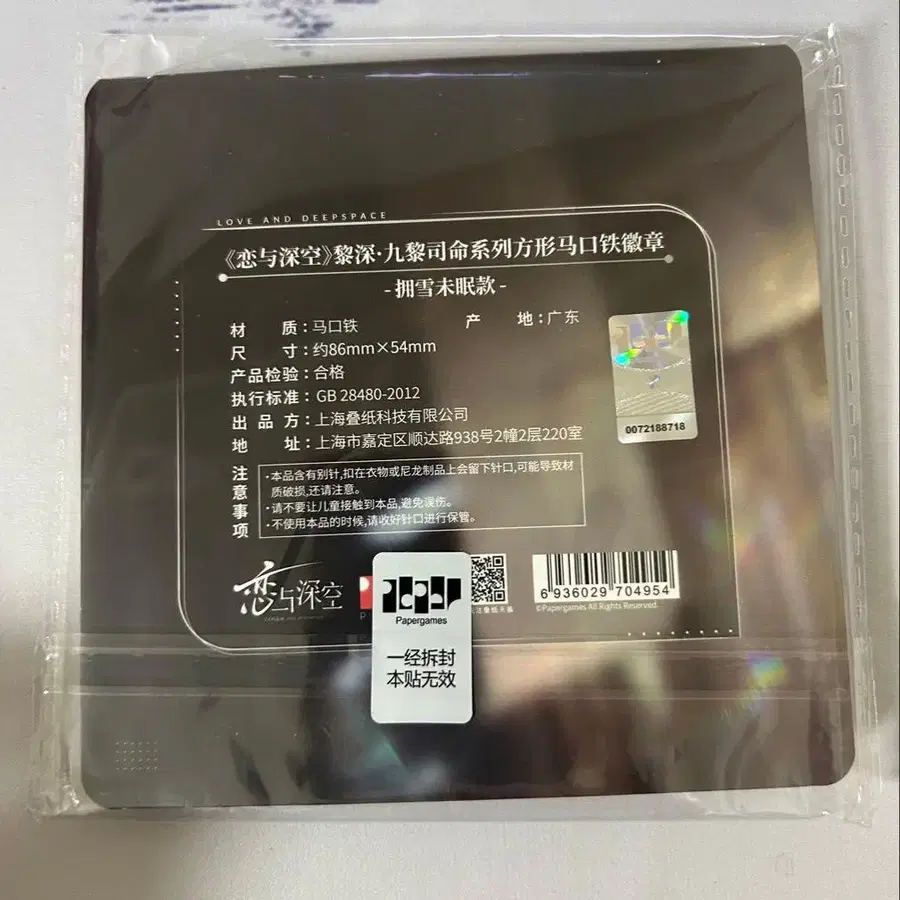 LOVE AND DEEPSPACE
《恋与深空》黎深·九黎司命系列方形马口铁徽章
-拥雪未眠款-
材 质：马口铁 产 地：广东
尺 寸：约86mm×54mm
产品检验：合格
执行标准：GB 28480-2012
出 品 方：上海叠纸科技有限公司
地 址：上海市嘉定区顺达路938号2幢2层220室
注意事项
·本品含有别针,扣在衣物或尼龙制品上会留下针口,可能导致材
质破损,还请注意。
·请不要让儿童接触到本品,避免误伤。
·不使用本品的时候,请收好针口进行保管。
0072188718
恋与深空
Papergames
一经拆封
本贴无效
6 936029 704954
©Papergames All Rights Reserved.